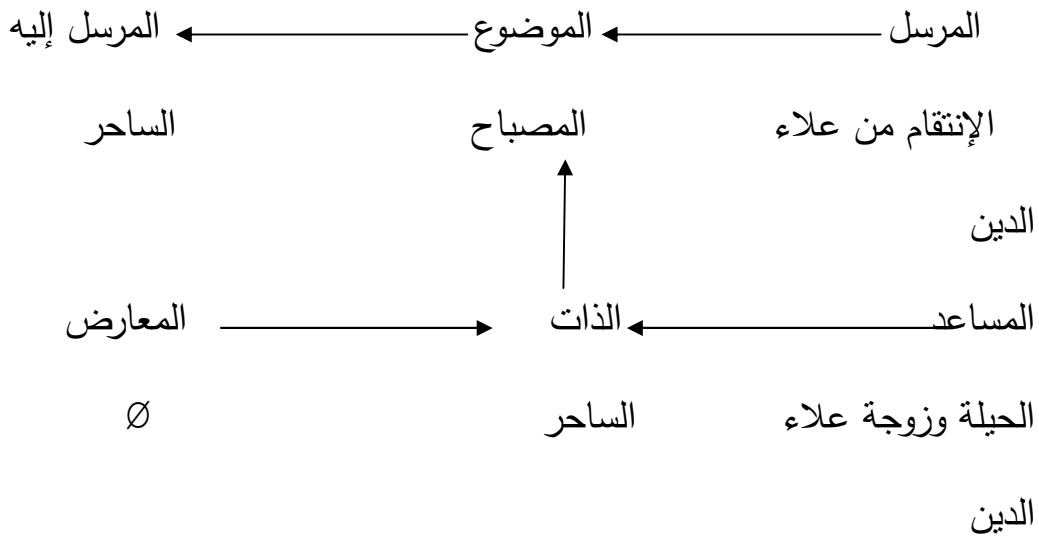 المرسل الموضوع المرسل إليه
الإنتقام من علاء المصباح الساحر
الدين
المساعد الذات المعارض
الحيلة وزوجة علاء الساحر Ø
الدين